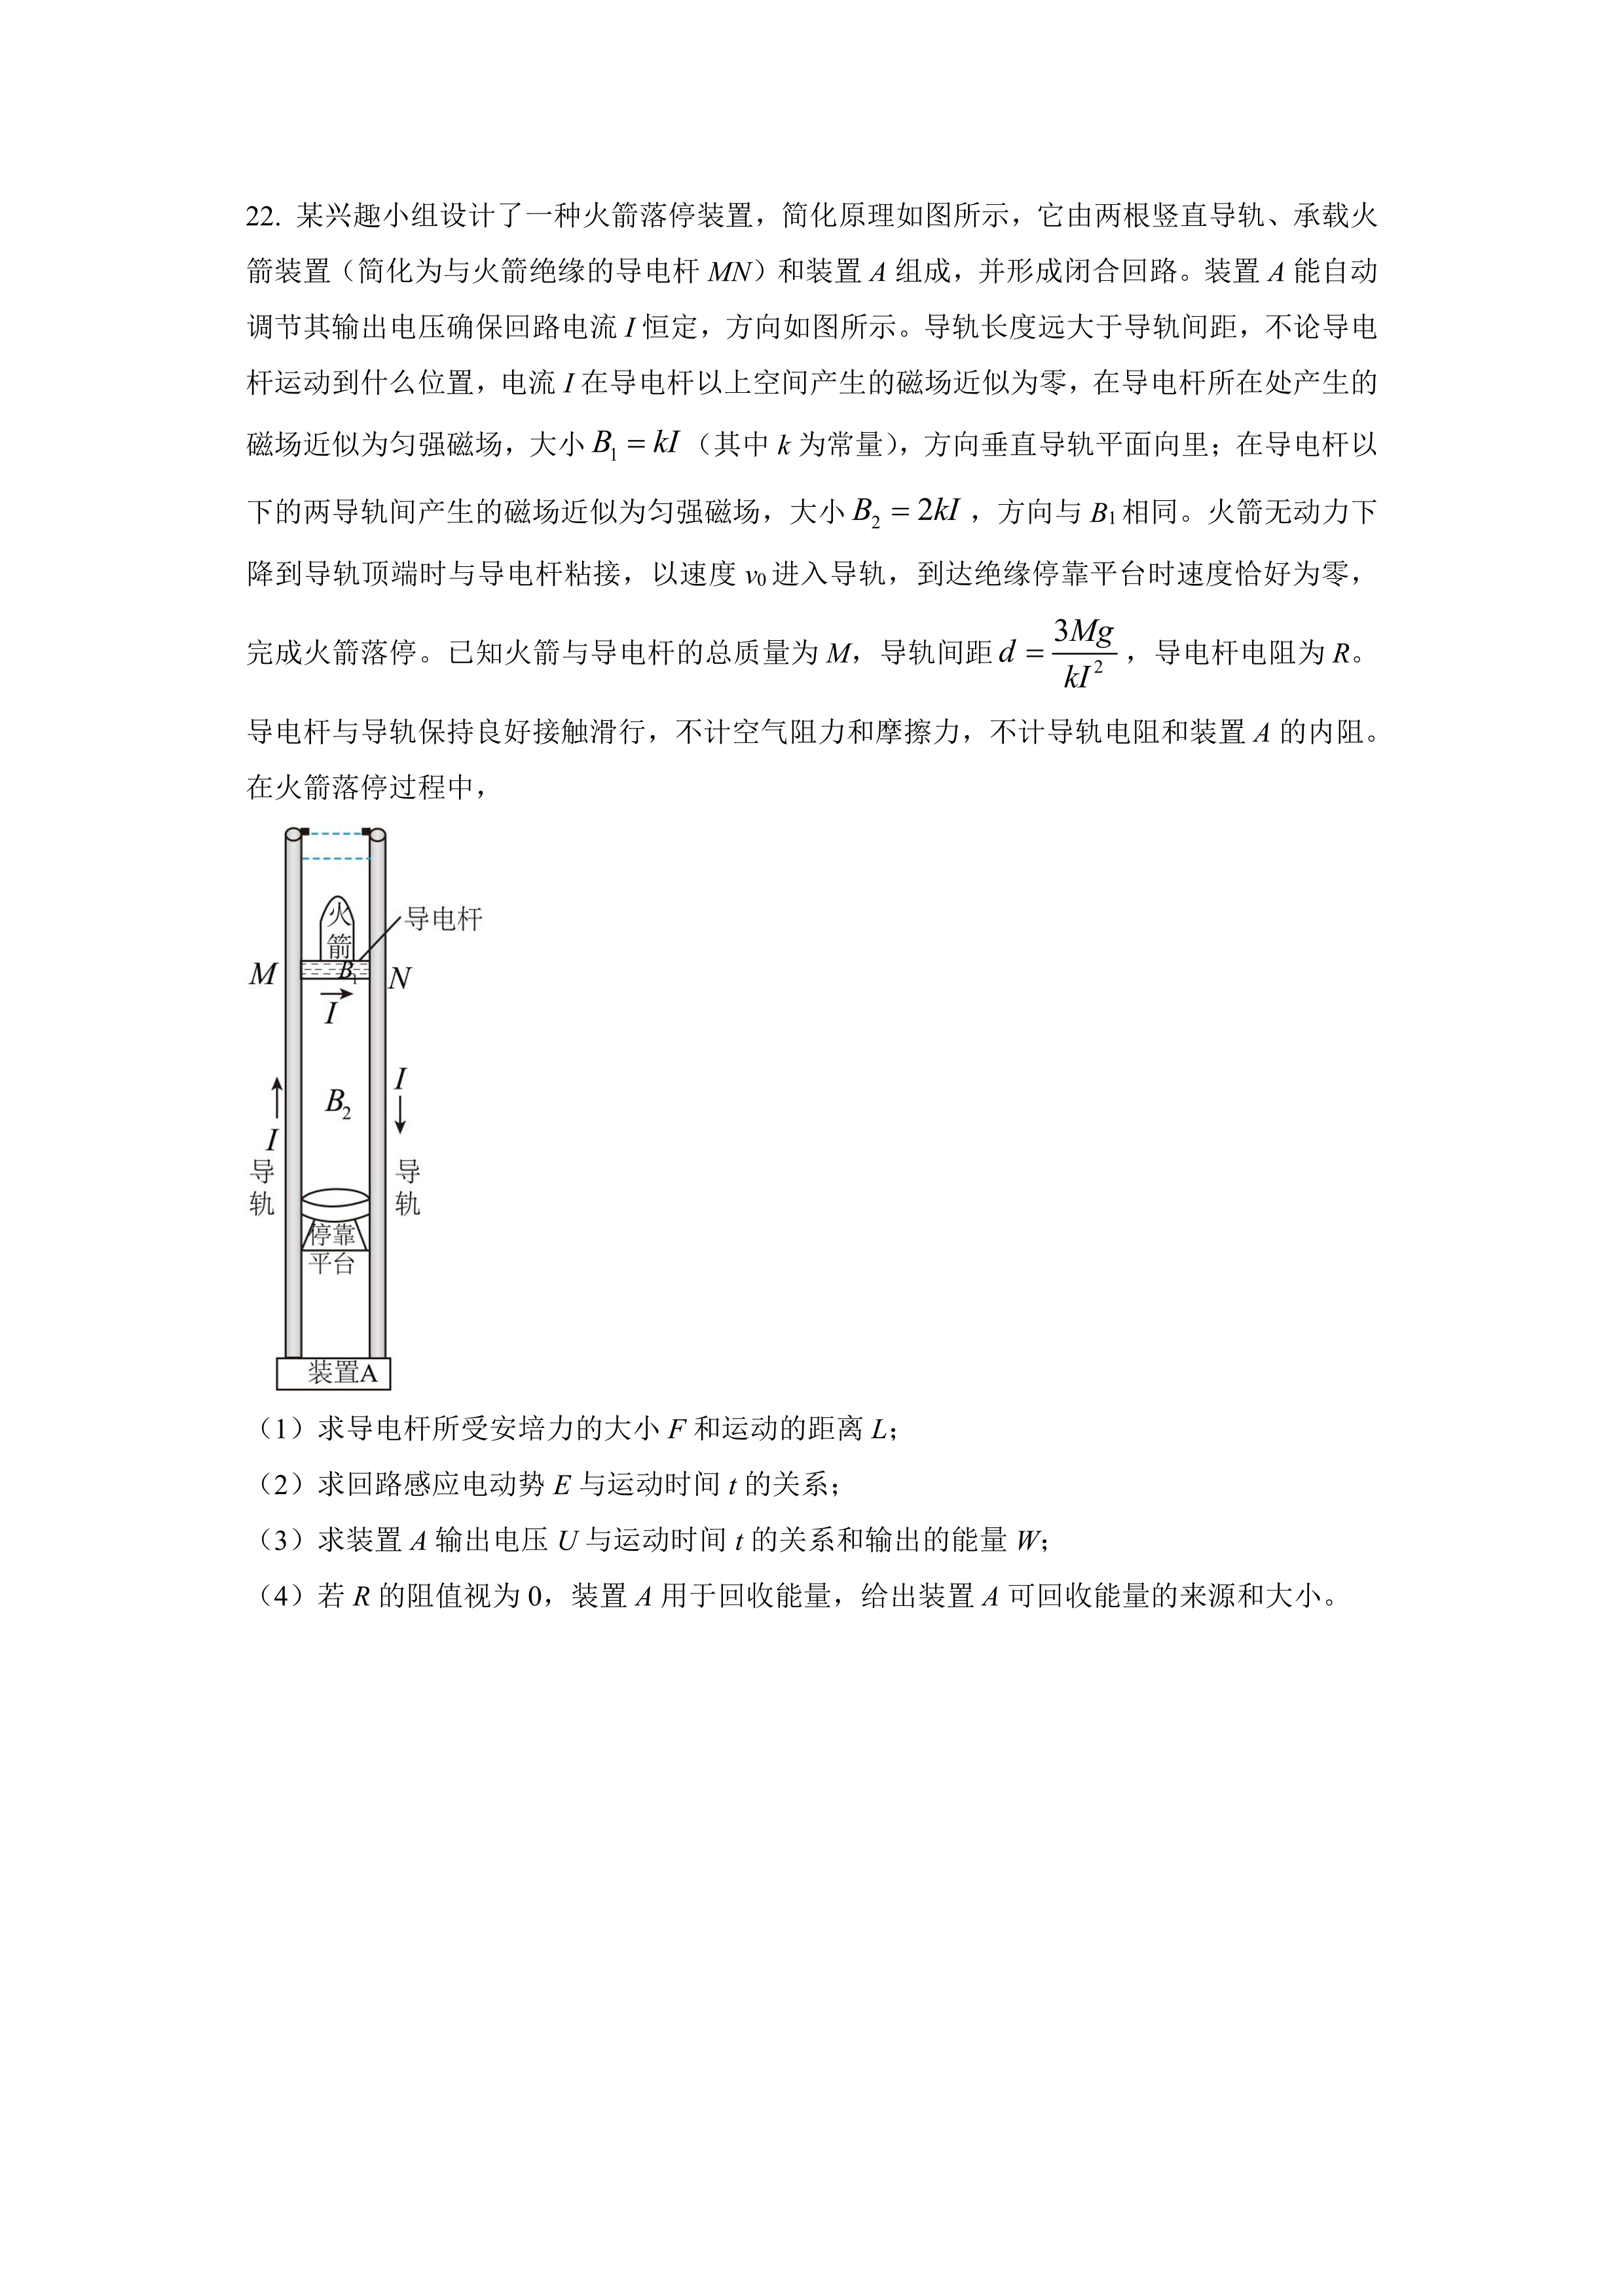 22. 某兴趣小组设计了一种火箭落停装置，简化原理如图所示，它由两根竖直导轨、承载火
箭装置（简化为与火箭绝缘的导电杆 MN）和装置 A 组成，并形成闭合回路。装置 A 能自动
调节其输出电压确保回路电流 I 恒定，方向如图所示。导轨长度远大于导轨间距，不论导电
杆运动到什么位置，电流 I 在导电杆以上空间产生的磁场近似为零，在导电杆所在处产生的
磁场近似为匀强磁场，大小 B₁ = kI（其中 k 为常量），方向垂直导轨平面向里；在导电杆以
下的两导轨间产生的磁场近似为匀强磁场，大小 B₂ = 2kI，方向与 B₁ 相同。火箭无动力下
降到导轨顶端时与导电杆粘接，以速度 v₀ 进入导轨，到达绝缘停靠平台时速度恰好为零，
完成火箭落停。已知火箭与导电杆的总质量为 M，导轨间距 d = 3Mg/kI²，导电杆电阻为 R。
导电杆与导轨保持良好接触滑行，不计空气阻力和摩擦力，不计导轨电阻和装置 A 的内阻。
在火箭落停过程中，
火
箭
导电杆
M
B₁
N
I
I
B₂
I
导
轨
导
轨
停靠
平台
装置A
（1）求导电杆所受安培力的大小 F 和运动的距离 L；
（2）求回路感应电动势 E 与运动时间 t 的关系；
（3）求装置 A 输出电压 U 与运动时间 t 的关系和输出的能量 W；
（4）若 R 的阻值视为 0，装置 A 用于回收能量，给出装置 A 可回收能量的来源和大小。